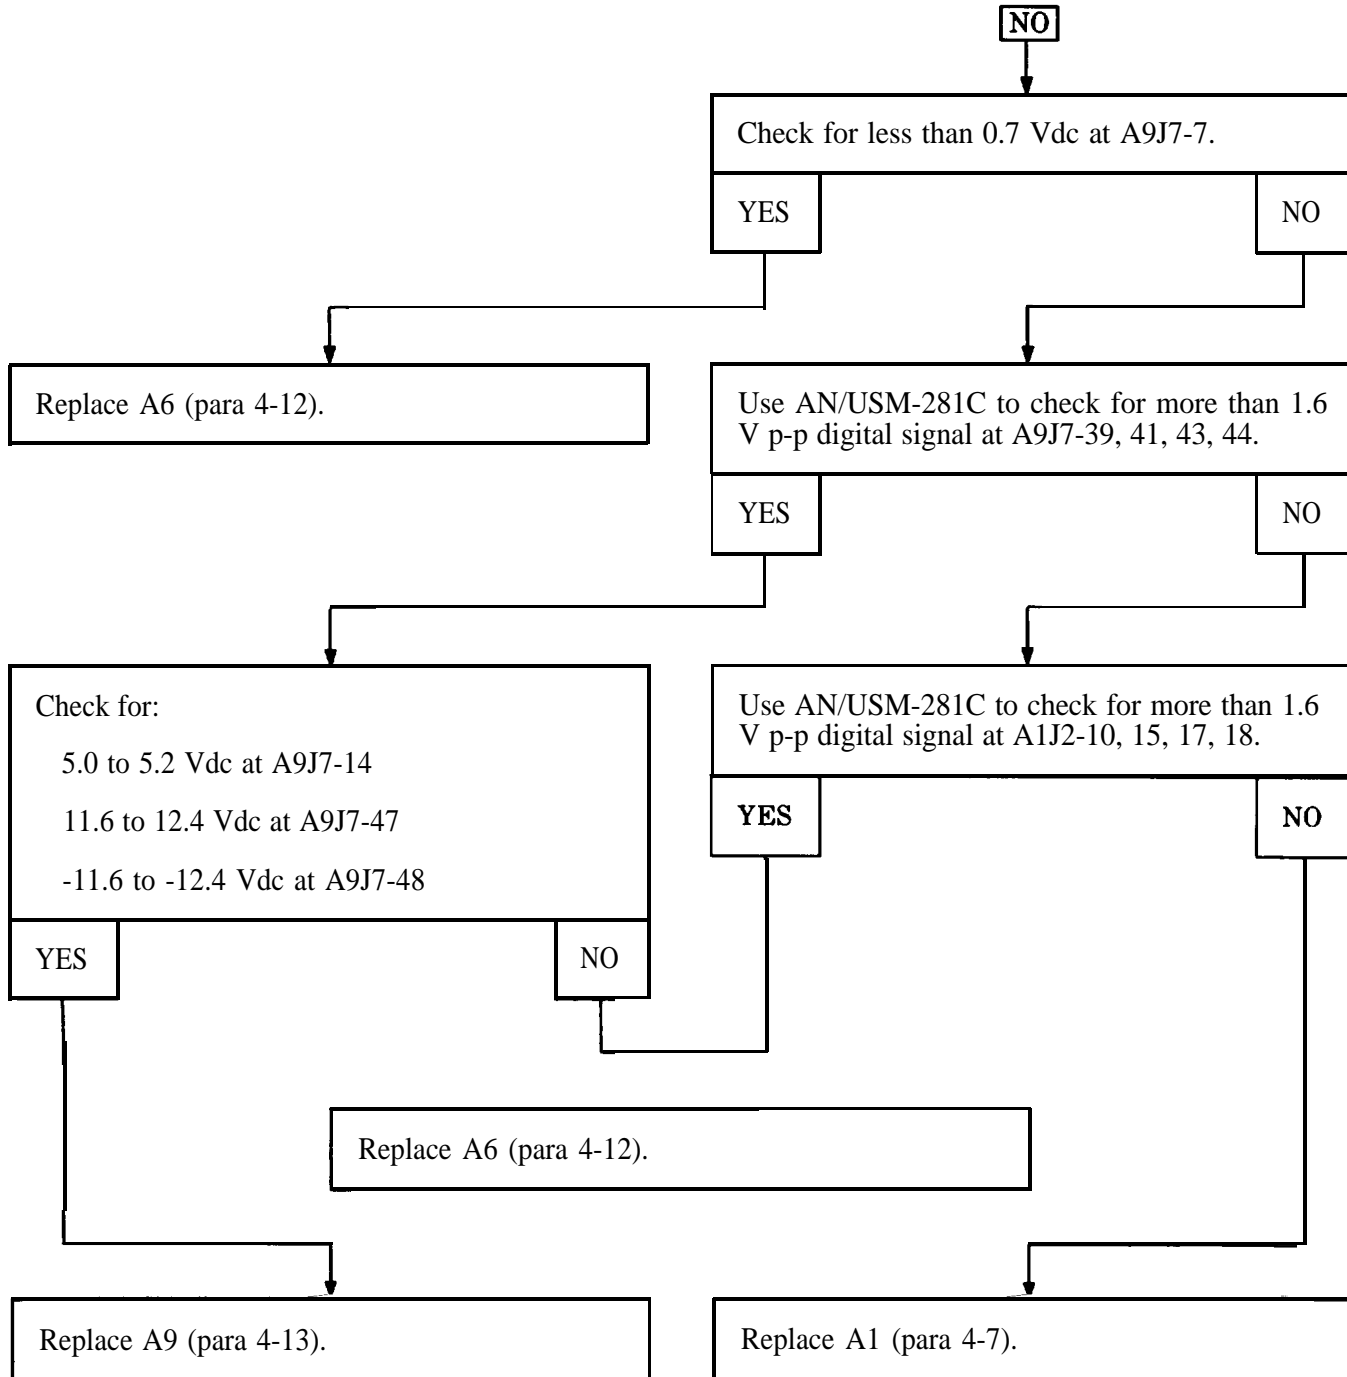 NO
Check for less than 0.7 Vdc at A9J7-7.
YES
NO
Replace A6 (para 4-12).
Use AN/USM-281C to check for more than 1.6
V p-p digital signal at A9J7-39, 41, 43, 44.
YES
NO
Check for:
5.0 to 5.2 Vdc at A9J7-14
11.6 to 12.4 Vdc at A9J7-47
-11.6 to -12.4 Vdc at A9J7-48
YES
NO
Use AN/USM-281C to check for more than 1.6
V p-p digital signal at A1J2-10, 15, 17, 18.
YES
NO
Replace A6 (para 4-12).
Replace A9 (para 4-13).
Replace A1 (para 4-7).